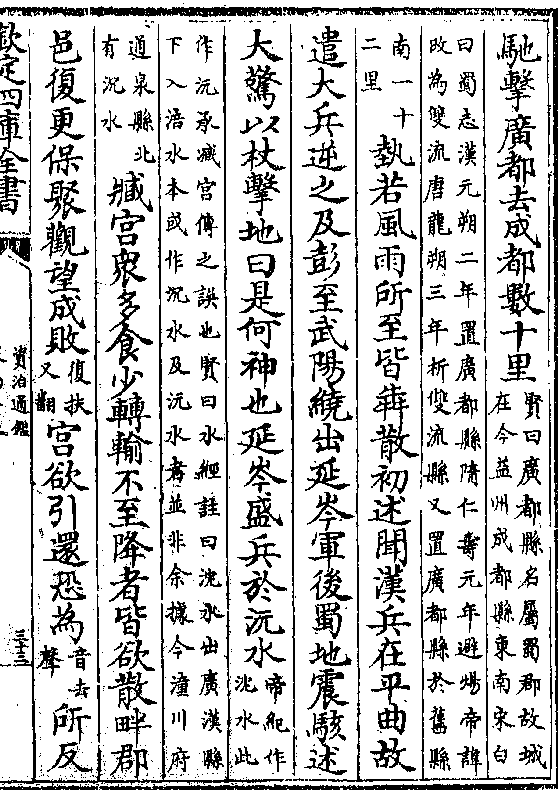 馳擊廣都去成都數十里賢曰廣都縣名屬蜀郡故城在今益州成都縣東南宋白
曰蜀志漢元朔二年置廣都縣隋仁壽元年避煬帝諱
改為雙流唐龍朔三年析雙流縣又置廣都縣於舊縣
南一十二里埶若風雨所至皆犇散初述聞漢兵在平曲故
遣大兵逆之及彭至武陽繞出延岑軍後蜀地震駭述
大驚以杖擊地曰是何神也延岑盛兵於沅水帝紀作沈水此
作沅承臧宫傳之誤也賢曰水經註曰沈水出廣漢縣
下入涪水本或作沉水及沅水者並非余據今潼川府
通泉縣北有沉水臧宫衆多食少轉輸不至降者皆欲散畔郡
邑復更保聚觀望成敗復扶又翻宫欲引還恐為音去聲所反
欽定四庫全書
資治通鑑
三十三